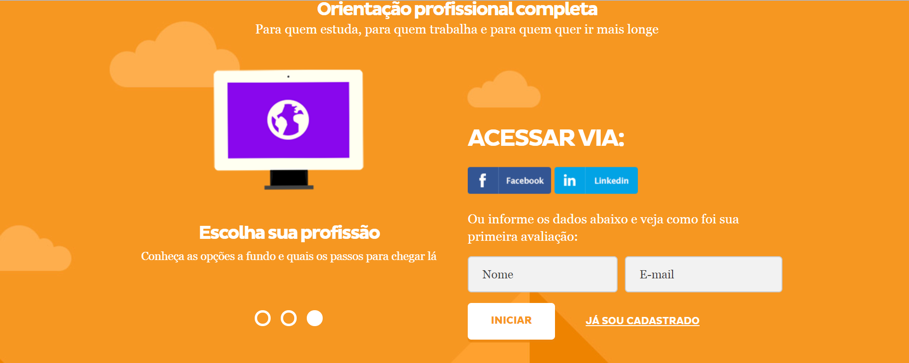 Orientação profissional completa
Para quem estuda, para quem trabalha e para quem quer ir mais longe
Escolha sua profissão
Conheça as opções a fundo e quais os passos para chegar lá
ACESSAR VIA:
f Facebook
in LinkedIn
Ou informe os dados abaixo e veja como foi sua
primeira avaliação:
Nome
E-mail
INICIAR
JÁ SOU CADASTRADO